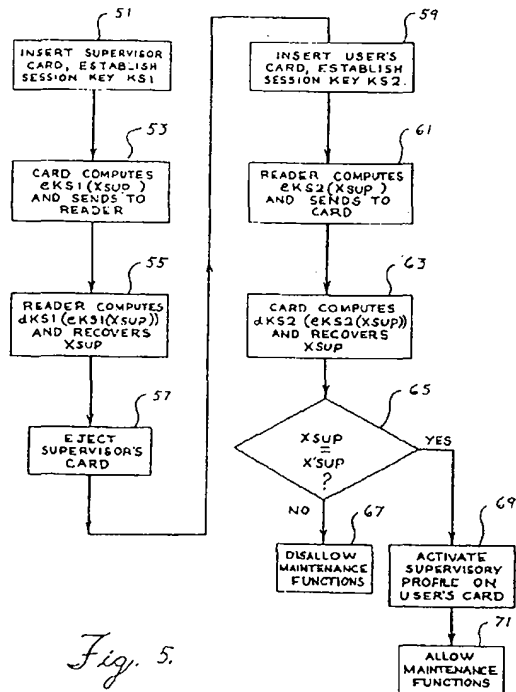 51
INSERT SUPERVISOR
CARD, ESTABLISH
SESSION KEY KS1
53
CARD COMPUTES
eKS1(XSUP )
AND SENDS TO
READER
55
READER COMPUTES
dKS1(eKS1(XSUP))
AND RECOVERS
XSUP
57
EJECT
SUPERVISOR'S
CARD
59
INSERT USER'S
CARD, ESTABLISH
SESSION KEY KS2.
61
READER COMPUTES
eKS2(XSUP )
AND SENDS TO
CARD
63
CARD COMPUTES
dKS2 (eKS2(XSUP))
AND RECOVERS
XSUP
65
XSUP
=
X'SUP
?
YES
NO
67
DISALLOW
MAINTENANCE
FUNCTIONS
69
ACTIVATE
SUPERVISORY
PROFILE ON
USER'S CARD
71
ALLOW
MAINTENANCE
FUNCTIONS
Fig. 5.